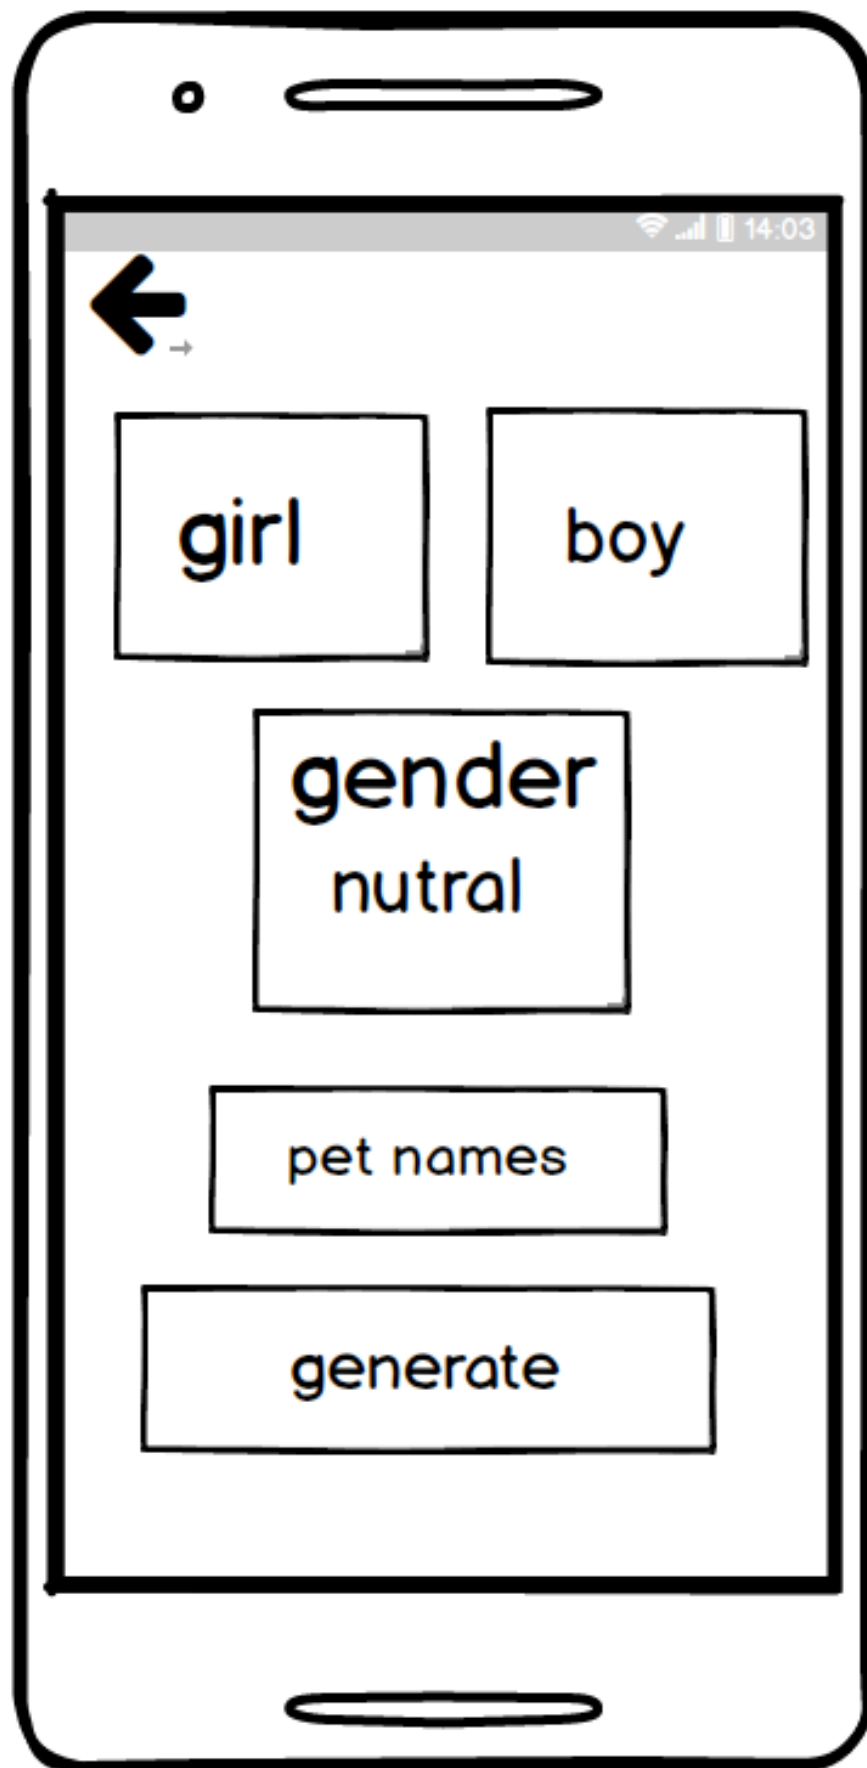 14:03
girl
boy
gender
nutral
pet names
generate